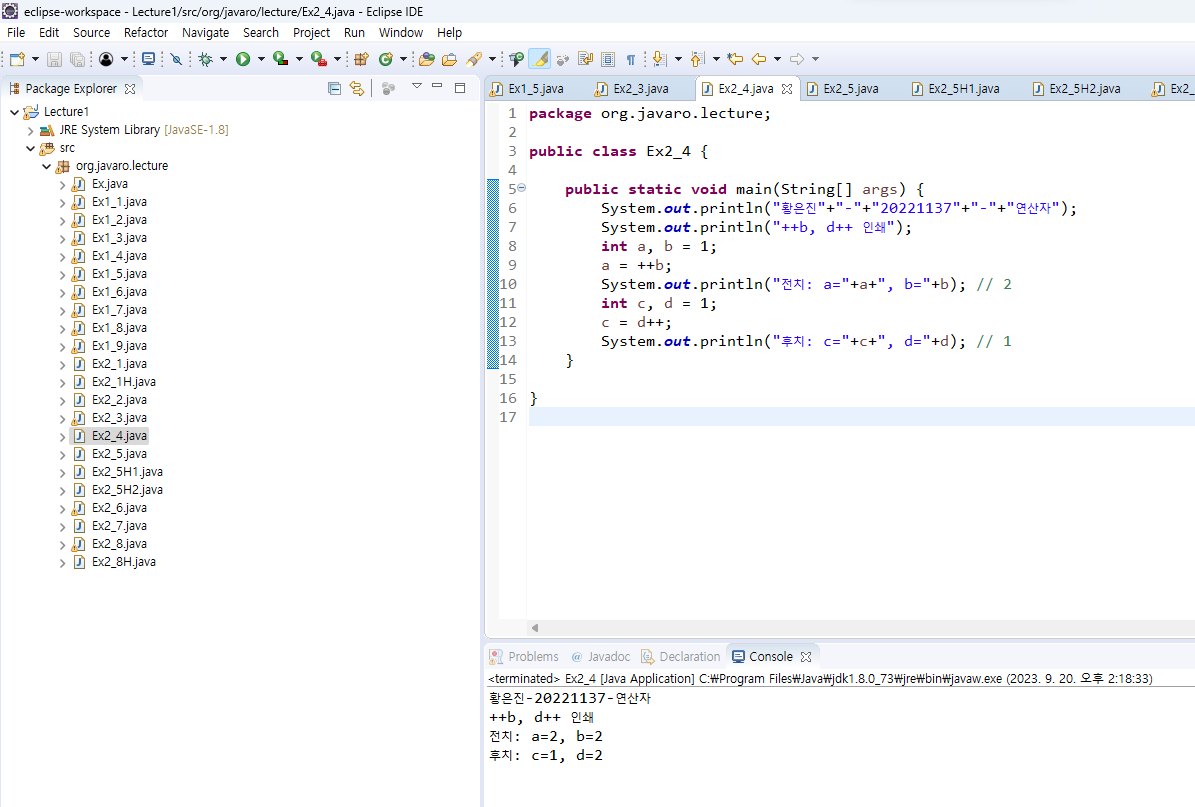 eclipse-workspace - Lecture1/src/org/javaro/lecture/Ex2_4.java - Eclipse IDE
File Edit Source Refactor Navigate Search Project Run Window Help
Package Explorer
Lecture1
JRE System Library [JavaSE-1.8]
src
org.javaro.lecture
Ex.java
Ex1_1.java
Ex1_2.java
Ex1_3.java
Ex1_4.java
Ex1_5.java
Ex1_6.java
Ex1_7.java
Ex1_8.java
Ex1_9.java
Ex2_1.java
Ex2_1H.java
Ex2_2.java
Ex2_3.java
Ex2_4.java
Ex2_5.java
Ex2_5H1.java
Ex2_5H2.java
Ex2_6.java
Ex2_7.java
Ex2_8.java
Ex2_8H.java
Ex1_5.java Ex2_3.java Ex2_4.java Ex2_5.java Ex2_5H1.java Ex2_5H2.java Ex2_
1 package org.javaro.lecture;
2
3 public class Ex2_4 {
4
5 public static void main(String[] args) {
6 System.out.println("황은진"+"-"+"20221137"+"-"+"연산자");
7 System.out.println("++b, d++ 인쇄");
8 int a, b = 1;
9 a = ++b;
10 System.out.println("전치: a="+a+", b="+b); // 2
11 int c, d = 1;
12 c = d++;
13 System.out.println("후치: c="+c+", d="+d); // 1
14 }
15
16 }
17
Problems @ Javadoc Declaration Console
<terminated> Ex2_4 [Java Application] C:₩Program Files₩Java₩jdk1.8.0_73₩jre₩bin₩javaw.exe (2023. 9. 20. 오후 2:18:33)
황은진-20221137-연산자
++b, d++ 인쇄
전치: a=2, b=2
후치: c=1, d=2